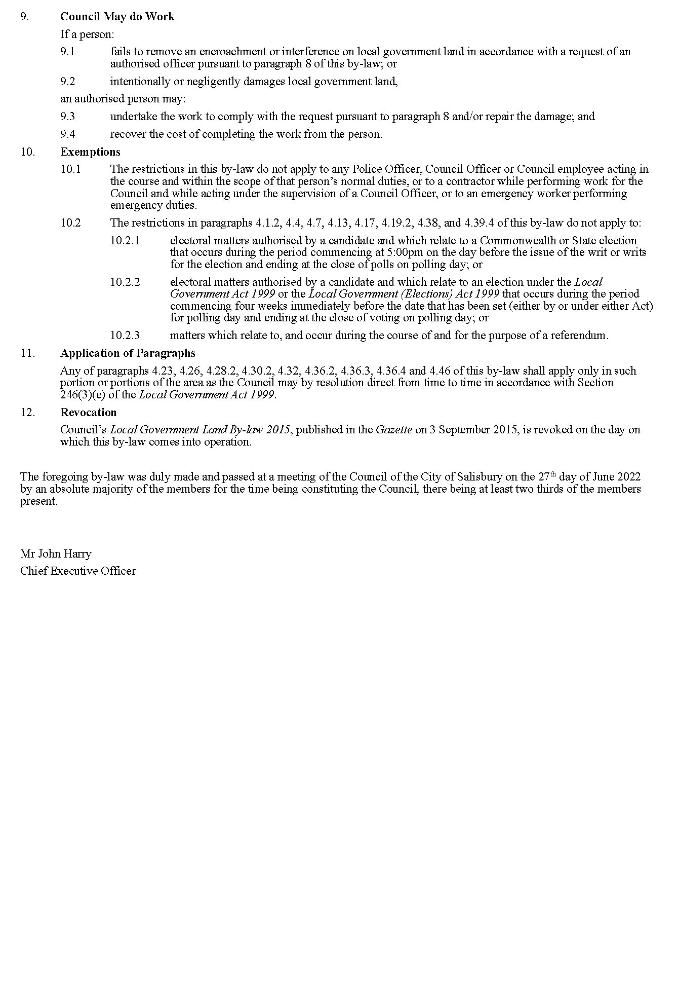 9. Council May do Work
If a person:
9.1 fails to remove an encroachment or interference on local government land in accordance with a request of an
authorised officer pursuant to paragraph 8 of this by-law; or
9.2 intentionally or negligently damages local government land,
an authorised person may:
9.3 undertake the work to comply with the request pursuant to paragraph 8 and/or repair the damage; and
9.4 recover the cost of completing the work from the person.
10. Exemptions
10.1 The restrictions in this by-law do not apply to any Police Officer, Council Officer or Council employee acting in
the course and within the scope of that person’s normal duties, or to a contractor while performing work for the
Council and while acting under the supervision of a Council Officer, or to an emergency worker performing
emergency duties.
10.2 The restrictions in paragraphs 4.1.2, 4.4, 4.7, 4.13, 4.17, 4.19.2, 4.38, and 4.39.4 of this by-law do not apply to:
10.2.1 electoral matters authorised by a candidate and which relate to a Commonwealth or State election
that occurs during the period commencing at 5:00pm on the day before the issue of the writ or writs
for the election and ending at the close of polls on polling day; or
10.2.2 electoral matters authorised by a candidate and which relate to an election under the Local
Government Act 1999 or the Local Government (Elections) Act 1999 that occurs during the period
commencing four weeks immediately before the date that has been set (either by or under either Act)
for polling day and ending at the close of voting on polling day; or
10.2.3 matters which relate to, and occur during the course of and for the purpose of a referendum.
11. Application of Paragraphs
Any of paragraphs 4.23, 4.26, 4.28.2, 4.30.2, 4.32, 4.36.2, 4.36.3, 4.36.4 and 4.46 of this by-law shall apply only in such
portion or portions of the area as the Council may by resolution direct from time to time in accordance with Section
246(3)(e) of the Local Government Act 1999.
12. Revocation
Council’s Local Government Land By-law 2015, published in the Gazette on 3 September 2015, is revoked on the day on
which this by-law comes into operation.
The foregoing by-law was duly made and passed at a meeting of the Council of the City of Salisbury on the 27th day of June 2022
by an absolute majority of the members for the time being constituting the Council, there being at least two thirds of the members
present.
Mr John Harry
Chief Executive Officer